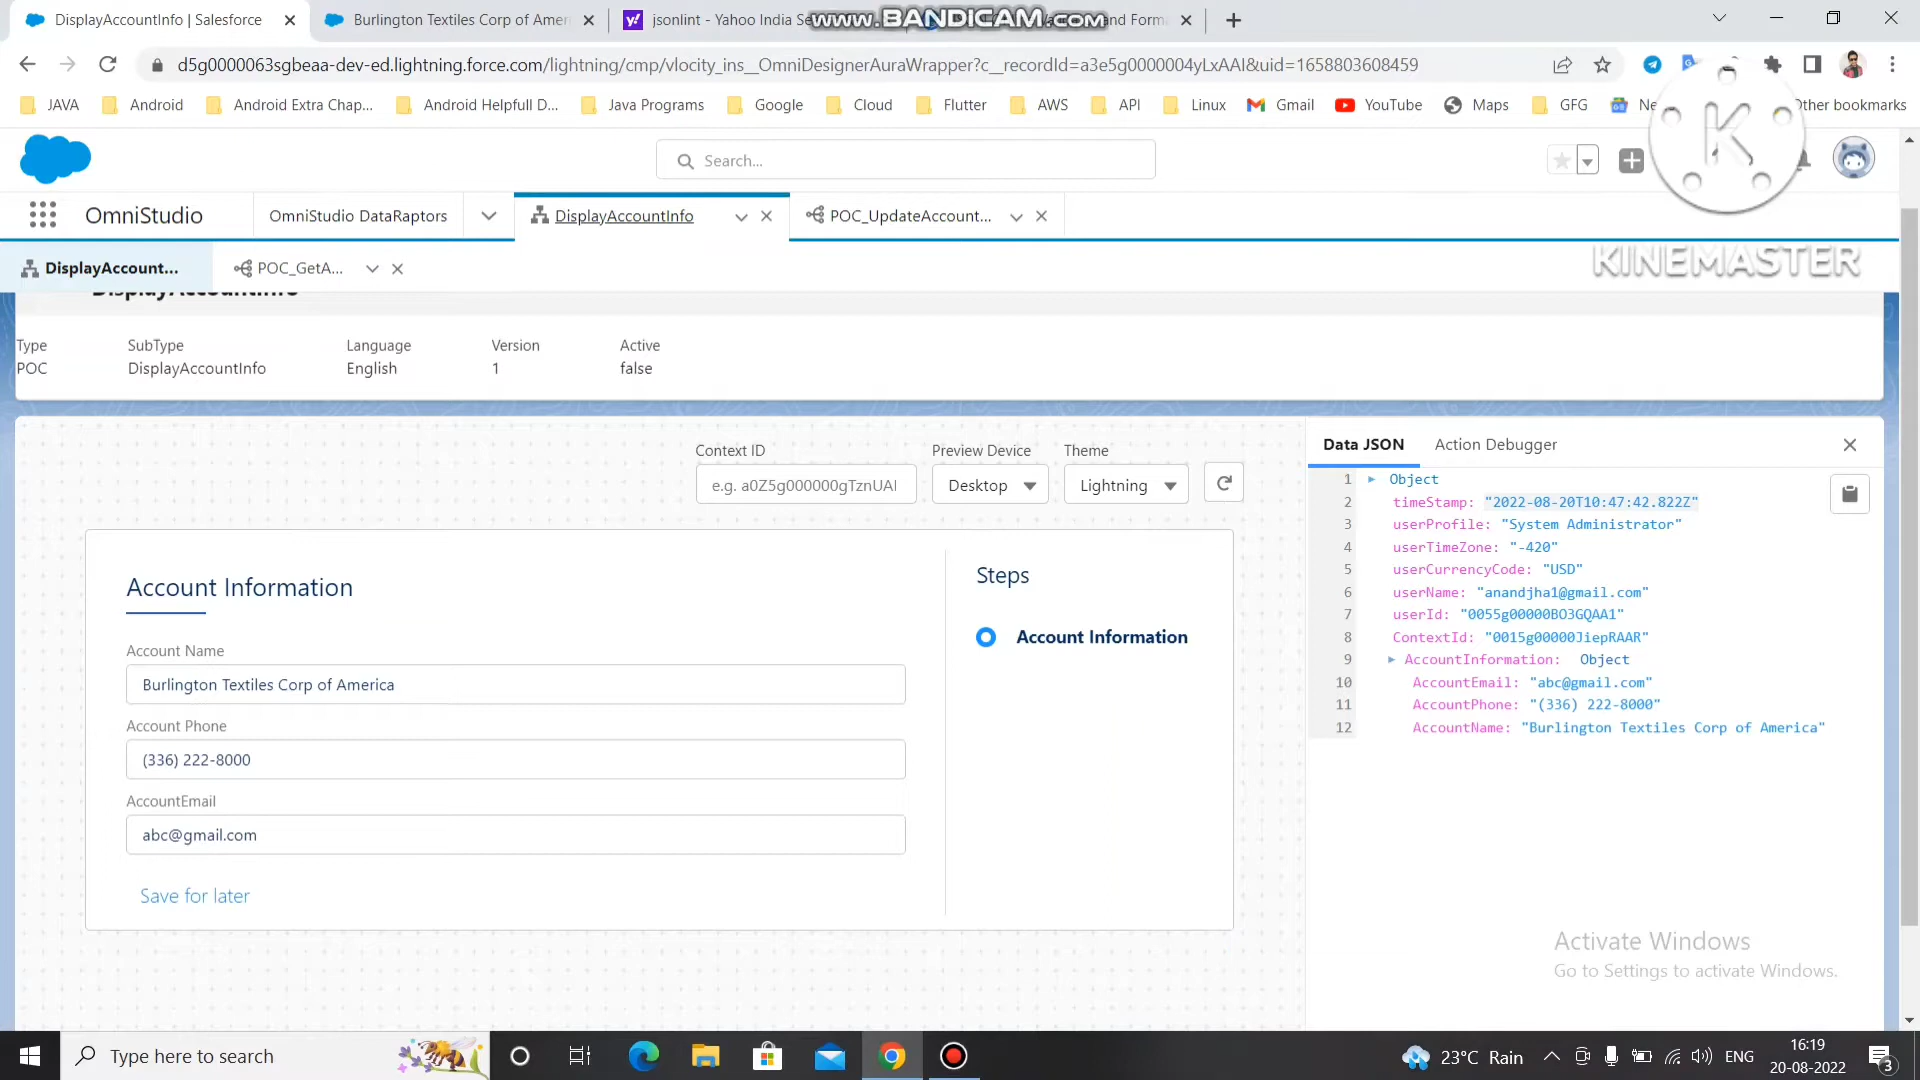 DisplayAccountInfo | Salesforce
Burlington Textiles Corp of Amer
jsonlint - Yahoo India Se
www.BANDICAM.com
and Form
d5g0000063sgbeaa-dev-ed.lightning.force.com/lightning/cmp/vlocity_ins__OmniDesignerAuraWrapper?c__recordId=a3e5g0000004yLxAAI&uid=1658803608459
JAVA
Android
Android Extra Chap...
Android Helpfull D...
Java Programs
Google
Cloud
Flutter
AWS
API
Linux
Gmail
YouTube
Maps
GFG
Other bookmarks
K
Search...
KINEMASTER
OmniStudio
OmniStudio DataRaptors
DisplayAccountInfo
POC_UpdateAccount...
DisplayAccount...
POC_GetA...
DisplayAccountInfo
Type
SubType
Language
Version
Active
POC
DisplayAccountInfo
English
1
false
Context ID
Preview Device
Theme
e.g. a0Z5g000000gTznUAI
Desktop
Lightning
Account Information
Account Name
Burlington Textiles Corp of America
Account Phone
(336) 222-8000
AccountEmail
abc@gmail.com
Save for later
Steps
Account Information
Data JSON
Action Debugger
1 Object
2 timeStamp: "2022-08-20T10:47:42.822Z"
3 userProfile: "System Administrator"
4 userTimeZone: "-420"
5 userCurrencyCode: "USD"
6 userName: "anandjha1@gmail.com"
7 userId: "0055g00000BO3GQAA1"
8 ContextId: "0015g00000JiepRAAR"
9 AccountInformation: Object
10 AccountEmail: "abc@gmail.com"
11 AccountPhone: "(336) 222-8000"
12 AccountName: "Burlington Textiles Corp of America"
Activate Windows
Go to Settings to activate Windows.
Type here to search
23°C Rain
ENG
16:19
20-08-2022
3